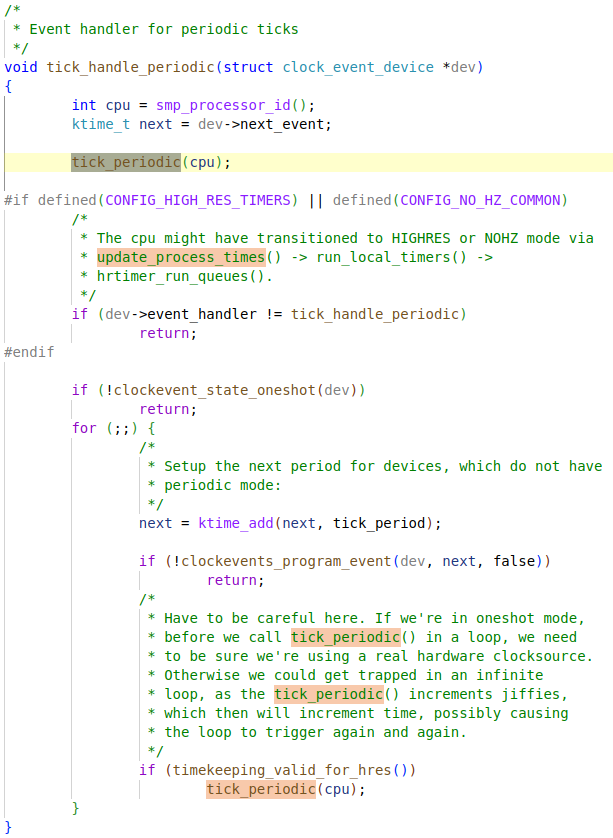 /*
 * Event handler for periodic ticks
 */
void tick_handle_periodic(struct clock_event_device *dev)
{
        int cpu = smp_processor_id();
        ktime_t next = dev->next_event;

        tick_periodic(cpu);

#if defined(CONFIG_HIGH_RES_TIMERS) || defined(CONFIG_NO_HZ_COMMON)
        /*
         * The cpu might have transitioned to HIGHRES or NOHZ mode via
         * update_process_times() -> run_local_timers() ->
         * hrtimer_run_queues().
         */
        if (dev->event_handler != tick_handle_periodic)
                return;
#endif

        if (!clockevent_state_oneshot(dev))
                return;
        for (;;) {
                /*
                 * Setup the next period for devices, which do not have
                 * periodic mode:
                 */
                next = ktime_add(next, tick_period);

                if (!clockevents_program_event(dev, next, false))
                        return;
                /*
                 * Have to be careful here. If we're in oneshot mode,
                 * before we call tick_periodic() in a loop, we need
                 * to be sure we're using a real hardware clocksource.
                 * Otherwise we could get trapped in an infinite
                 * loop, as the tick_periodic() increments jiffies,
                 * which then will increment time, possibly causing
                 * the loop to trigger again and again.
                 */
                if (timekeeping_valid_for_hres())
                        tick_periodic(cpu);
        }
}